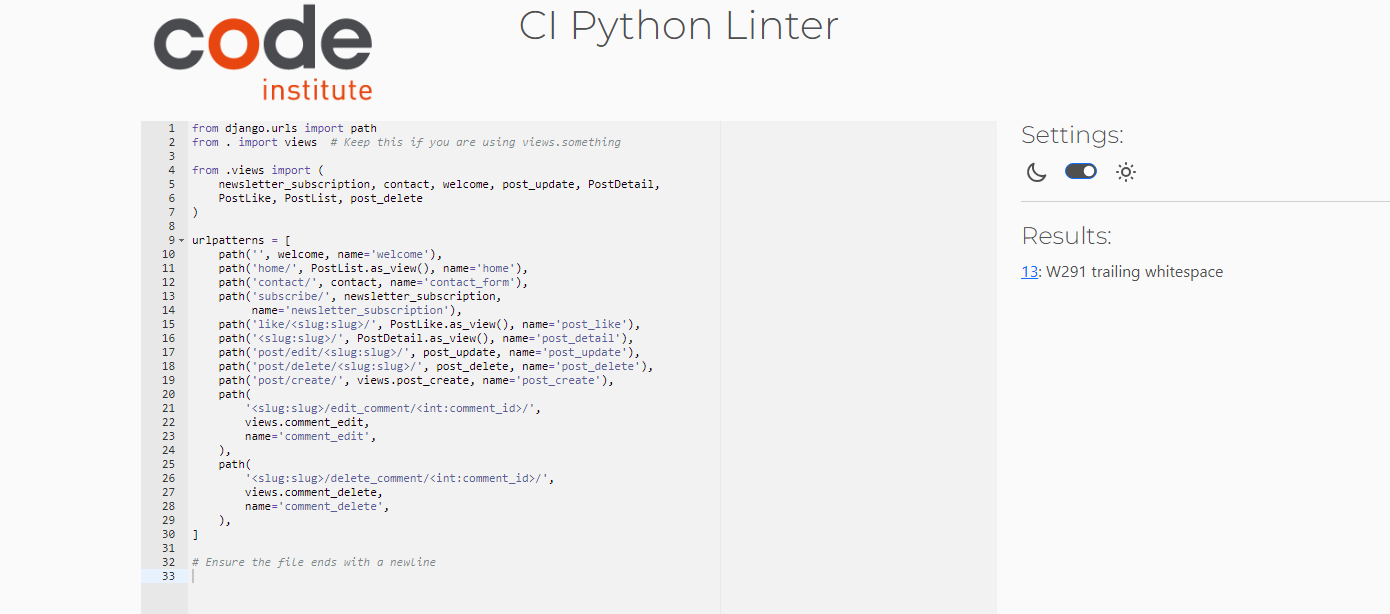 code
institute
CI Python Linter
1 from django.urls import path
2 from . import views  # Keep this if you are using views.something
3
4 from .views import (
5     newsletter_subscription, contact, welcome, post_update, PostDetail,
6     PostLike, PostList, post_delete
7 )
8
9 urlpatterns = [
10     path('', welcome, name='welcome'),
11     path('home/', PostList.as_view(), name='home'),
12     path('contact/', contact, name='contact_form'),
13     path('subscribe/', newsletter_subscription,
14          name='newsletter_subscription'),
15     path('like/<slug:slug>/', PostLike.as_view(), name='post_like'),
16     path('<slug:slug>/', PostDetail.as_view(), name='post_detail'),
17     path('post/edit/<slug:slug>/', post_update, name='post_update'),
18     path('post/delete/<slug:slug>/', post_delete, name='post_delete'),
19     path('post/create/', views.post_create, name='post_create'),
20     path(
21         '<slug:slug>/edit_comment/<int:comment_id>/',
22         views.comment_edit,
23         name='comment_edit',
24     ),
25     path(
26         '<slug:slug>/delete_comment/<int:comment_id>/',
27         views.comment_delete,
28         name='comment_delete',
29     ),
30 ]
31
32 # Ensure the file ends with a newline
33
Settings:
Results:
13: W291 trailing whitespace